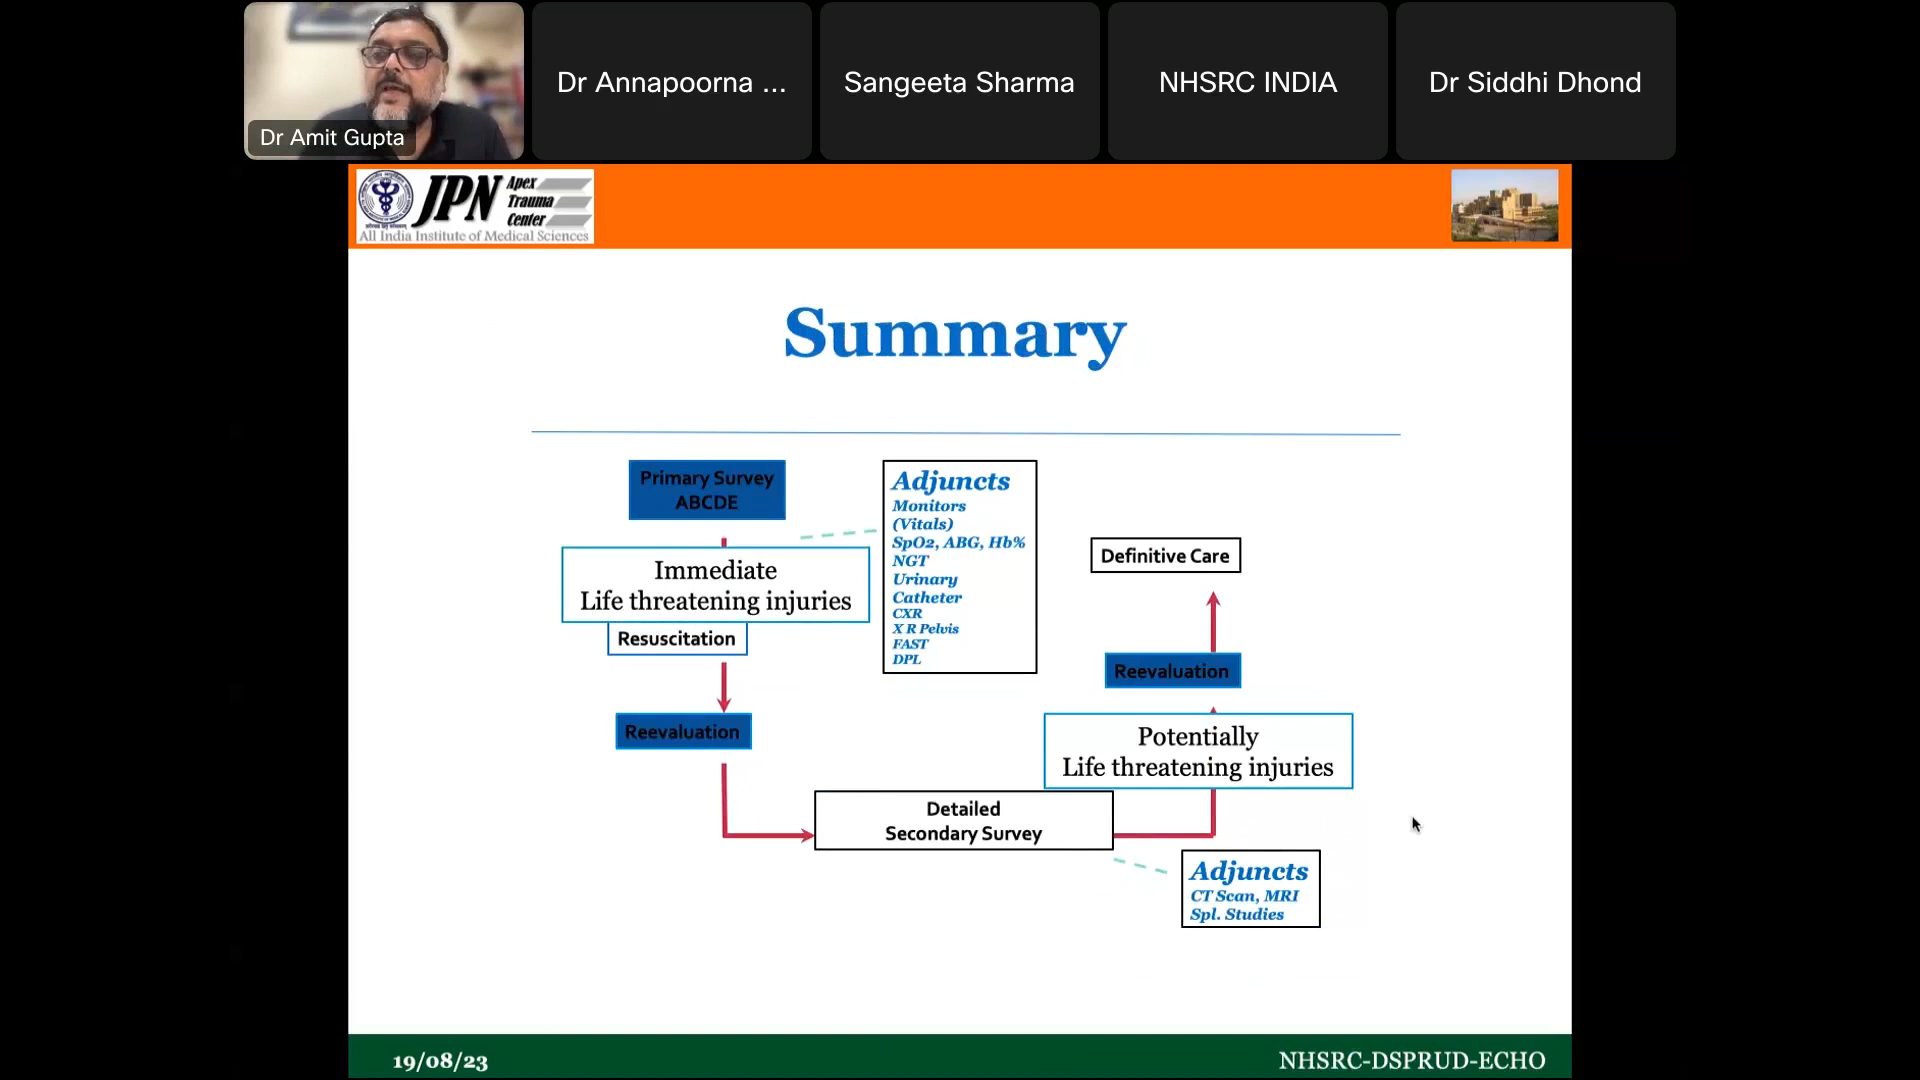 Dr Amit Gupta
Dr Annapoorna ...
Sangeeta Sharma
NHSRC INDIA
Dr Siddhi Dhond
JPN Apex
Trauma
Center
All India Institute of Medical Sciences
Summary
Primary Survey
ABCDE
Immediate
Life threatening injuries
Resuscitation
Reevaluation
Adjuncts
Monitors
(Vitals)
SpO2, ABG, Hb%
NGT
Urinary
Catheter
CXR
X R Pelvis
FAST
DPL
Detailed
Secondary Survey
Adjuncts
CT Scan, MRI
Spl. Studies
Potentially
Life threatening injuries
Reevaluation
Definitive Care
19/08/23
NHSRC-DSPRUD-ECHO